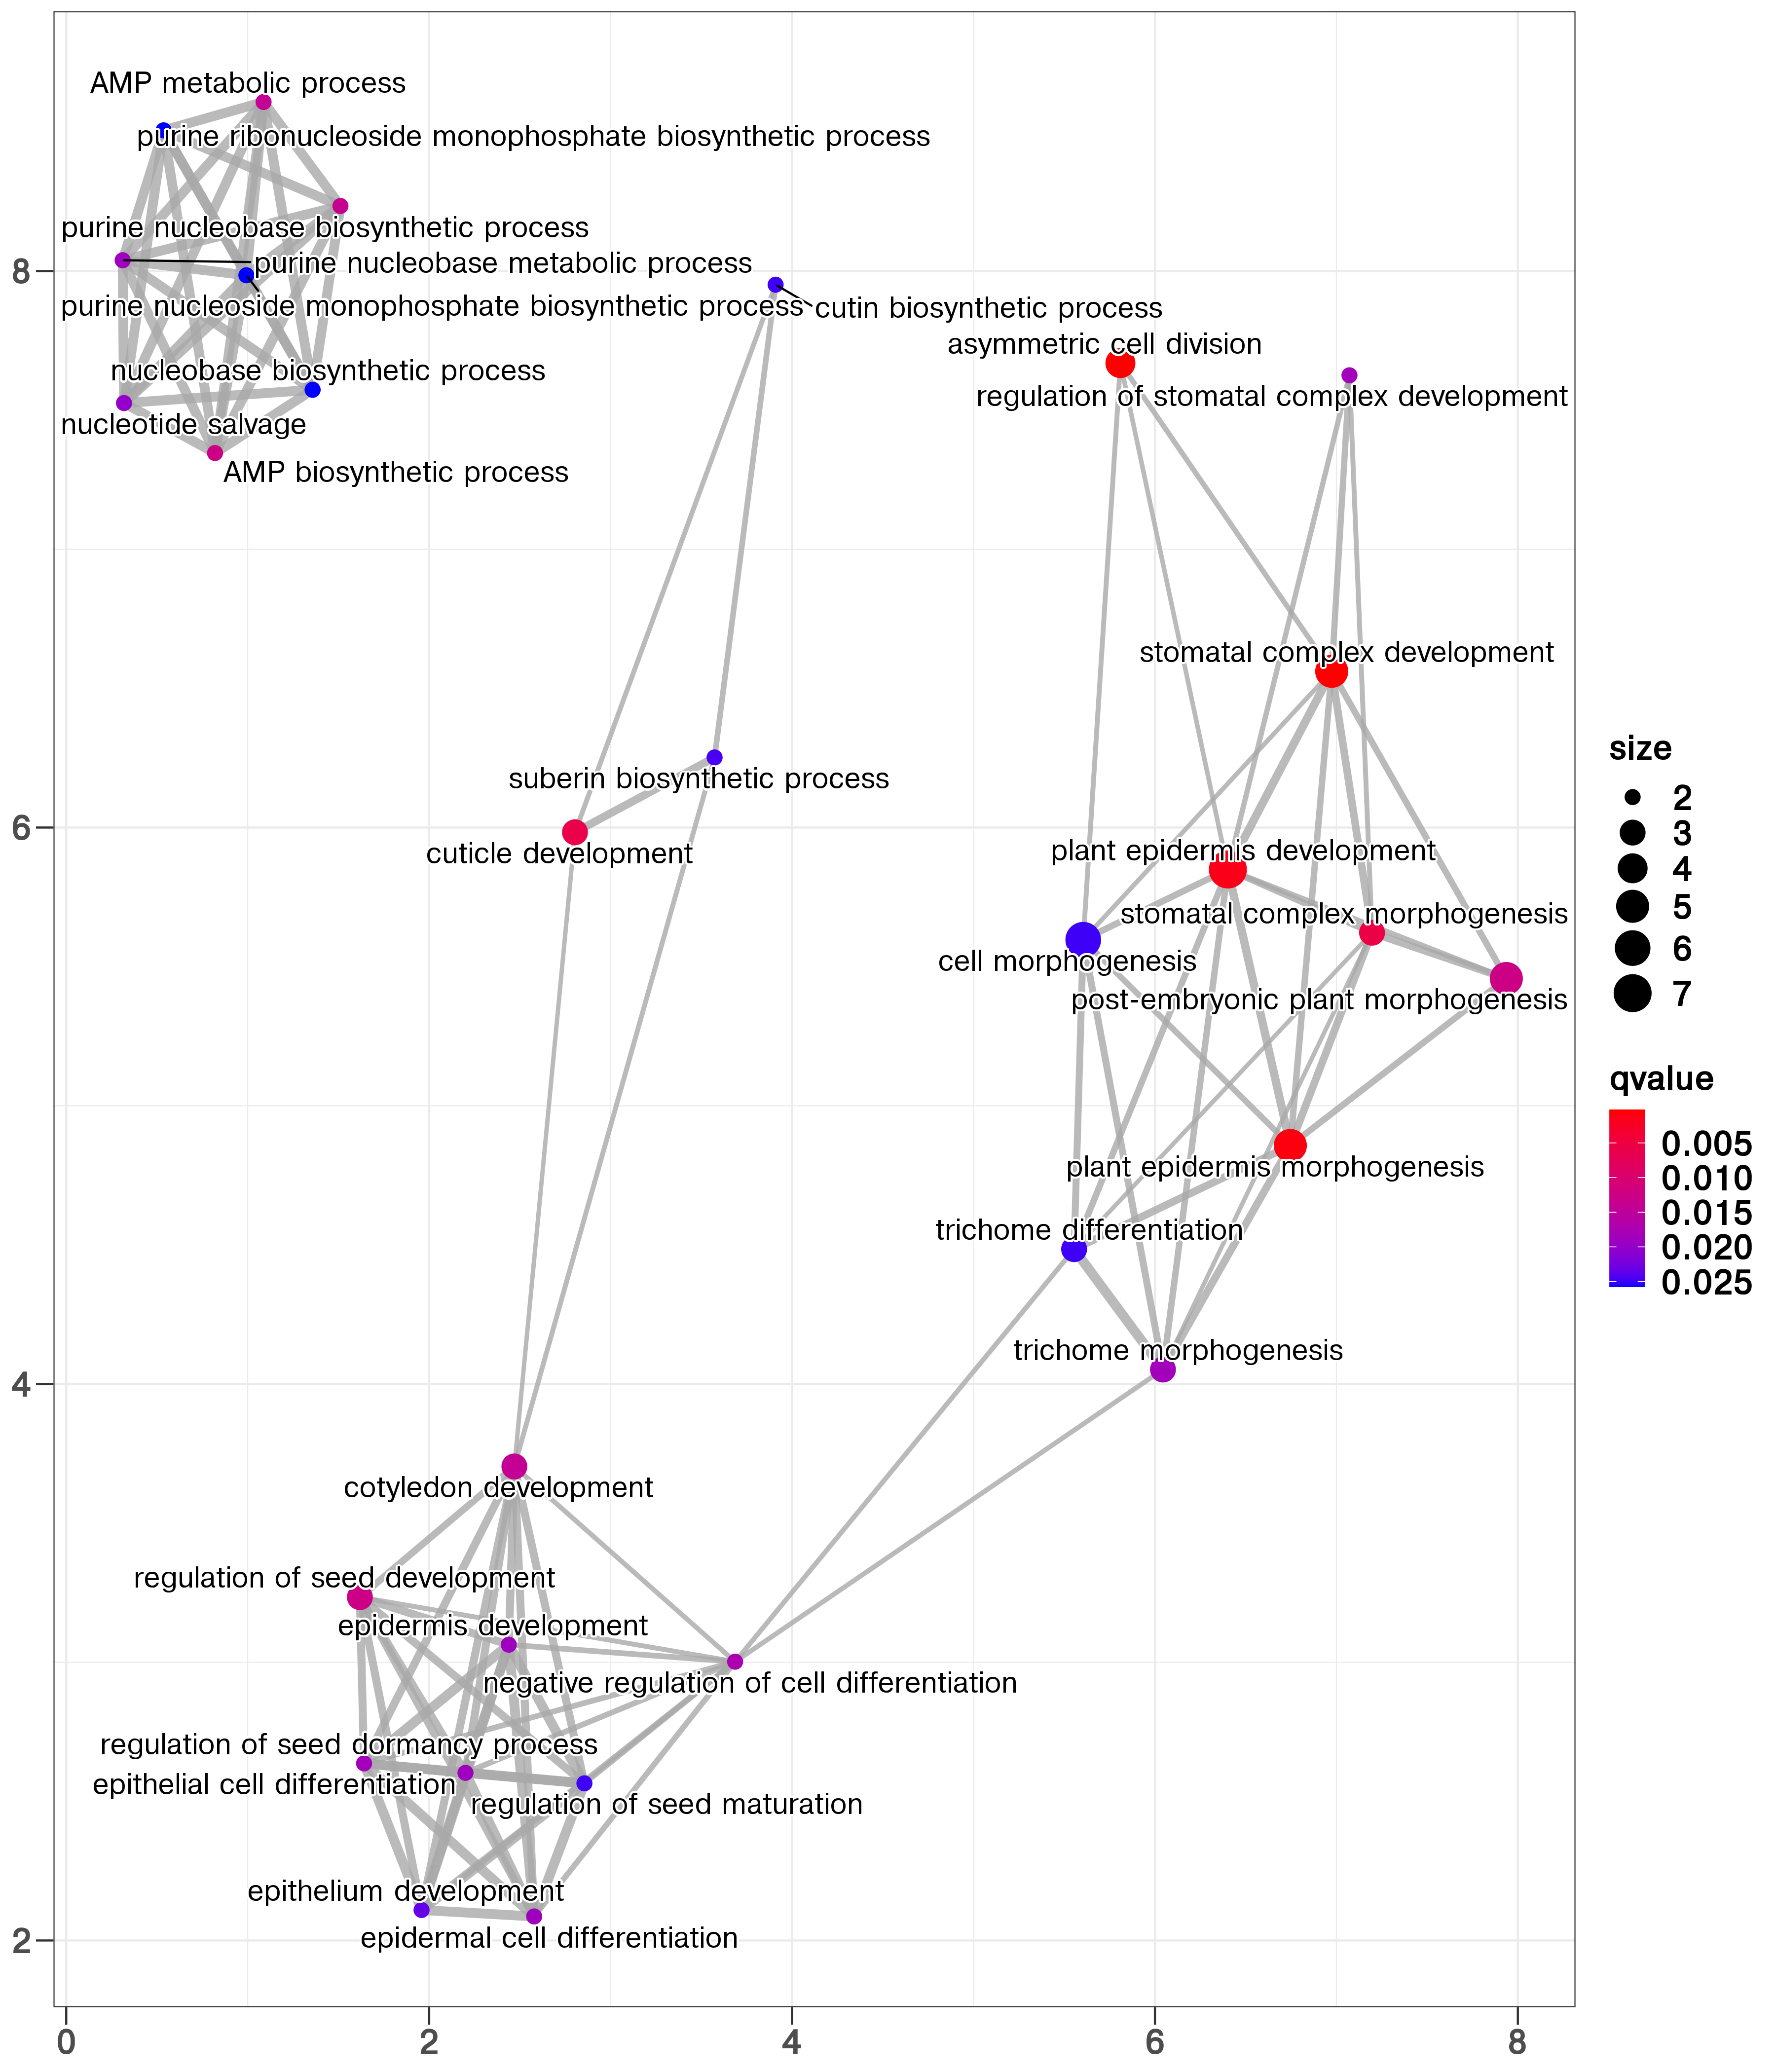 AMP metabolic process
purine ribonucleoside monophosphate biosynthetic process
purine nucleobase biosynthetic process
purine nucleobase metabolic process
purine nucleoside monophosphate biosynthetic process
cutin biosynthetic process
asymmetric cell division
nucleobase biosynthetic process
regulation of stomatal complex development
nucleotide salvage
AMP biosynthetic process
stomatal complex development
suberin biosynthetic process
cuticle development
plant epidermis development
stomatal complex morphogenesis
cell morphogenesis
post-embryonic plant morphogenesis
plant epidermis morphogenesis
trichome differentiation
trichome morphogenesis
cotyledon development
regulation of seed development
epidermis development
negative regulation of cell differentiation
regulation of seed dormancy process
epithelial cell differentiation
regulation of seed maturation
epithelium development
epidermal cell differentiation
8
6
4
2
0 2 4 6 8
size
2
3
4
5
6
7
qvalue
0.005
0.010
0.015
0.020
0.025